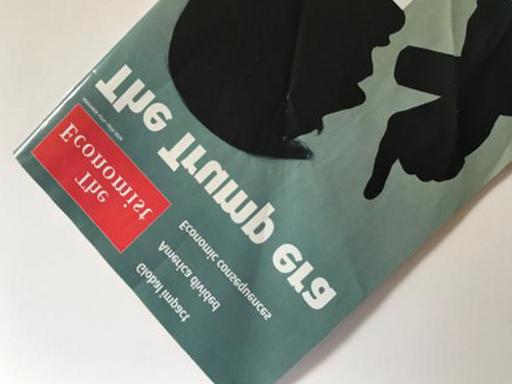 The
Economist
The Trump era
Global impact
America divided
Economic consequences